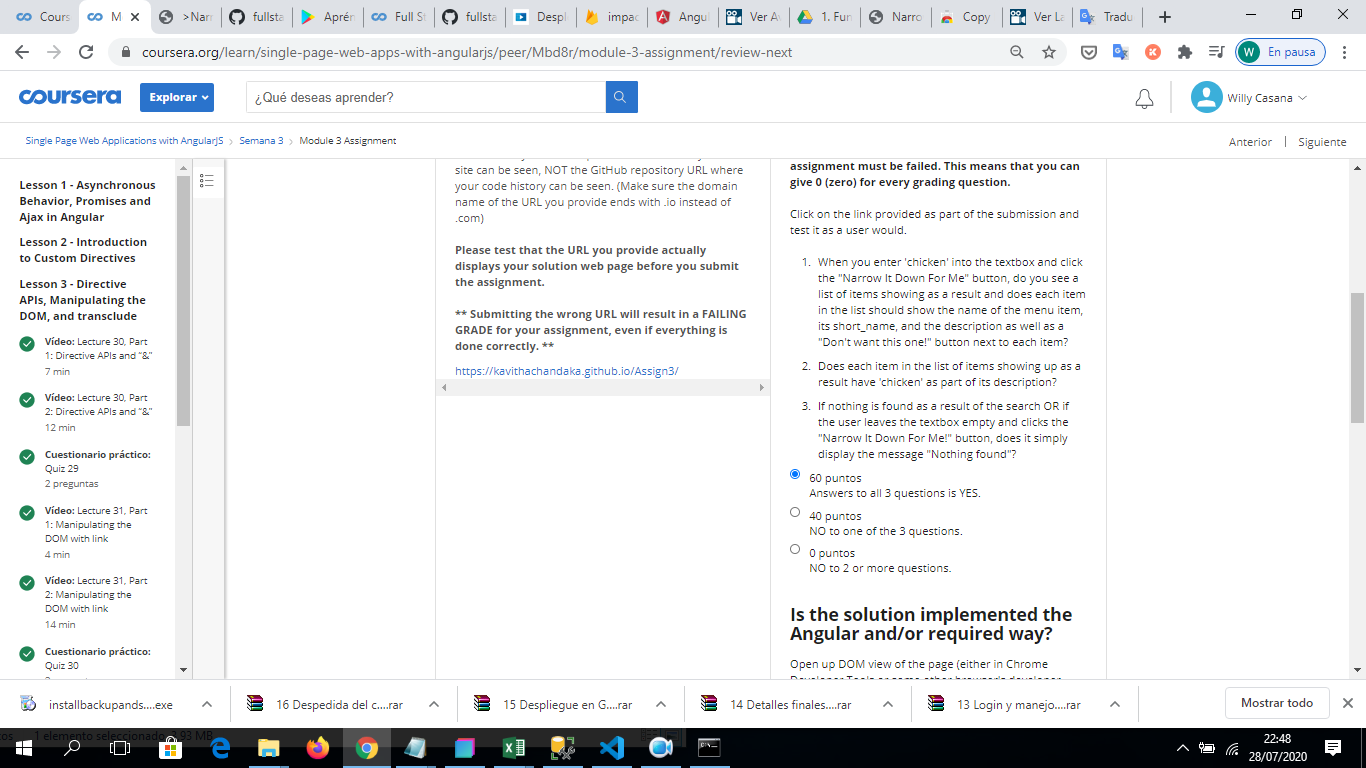 Cours
M
>Narr
fullsta
Aprén
Full St
fullsta
Despl
impac
Angul
Ver Av
1. Fun
Narro
Copy
Ver La
Tradu
coursera.org/learn/single-page-web-apps-with-angularjs/peer/Mbd8r/module-3-assignment/review-next
W
En pausa
coursera
Explorar
¿Qué deseas aprender?
Willy Casana
Single Page Web Applications with AngularJS > Semana 3 > Module 3 Assignment
Anterior | Siguiente
Lesson 1 - Asynchronous
Behavior, Promises and
Ajax in Angular
Lesson 2 - Introduction
to Custom Directives
Lesson 3 - Directive
APIs, Manipulating the
DOM, and transclude
Vídeo: Lecture 30, Part
1: Directive APIs and "&"
7 min
Vídeo: Lecture 30, Part
2: Directive APIs and "&"
12 min
Cuestionario práctico:
Quiz 29
2 preguntas
Vídeo: Lecture 31, Part
1: Manipulating the
DOM with link
4 min
Vídeo: Lecture 31, Part
2: Manipulating the
DOM with link
14 min
Cuestionario práctico:
Quiz 30
site can be seen, NOT the GitHub repository URL where
your code history can be seen. (Make sure the domain
name of the URL you provide ends with .io instead of
.com)
Please test that the URL you provide actually
displays your solution web page before you submit
the assignment.
** Submitting the wrong URL will result in a FAILING
GRADE for your assignment, even if everything is
done correctly. **
https://kavithachandaka.github.io/Assign3/
assignment must be failed. This means that you can
give 0 (zero) for every grading question.
Click on the link provided as part of the submission and
test it as a user would.
1. When you enter 'chicken' into the textbox and click
the "Narrow It Down For Me" button, do you see a
list of items showing as a result and does each item
in the list should show the name of the menu item,
its short_name, and the description as well as a
"Don't want this one!" button next to each item?
2. Does each item in the list of items showing up as a
result have 'chicken' as part of its description?
3. If nothing is found as a result of the search OR if
the user leaves the textbox empty and clicks the
"Narrow It Down For Me!" button, does it simply
display the message "Nothing found"?
60 puntos
Answers to all 3 questions is YES.
40 puntos
NO to one of the 3 questions.
0 puntos
NO to 2 or more questions.
Is the solution implemented the
Angular and/or required way?
Open up DOM view of the page (either in Chrome
Developer Tools or some other browser's developer
installbackupands....exe
16 Despedida del c....rar
15 Despliegue en G....rar
14 Detalles finales....rar
13 Login y manejo....rar
Mostrar todo
1 elemento seleccionado 2.93 MB
22:48
28/07/2020